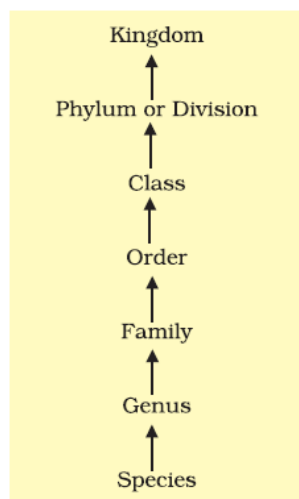 Kingdom
Phylum or Division
Class
Order
Family
Genus
Species